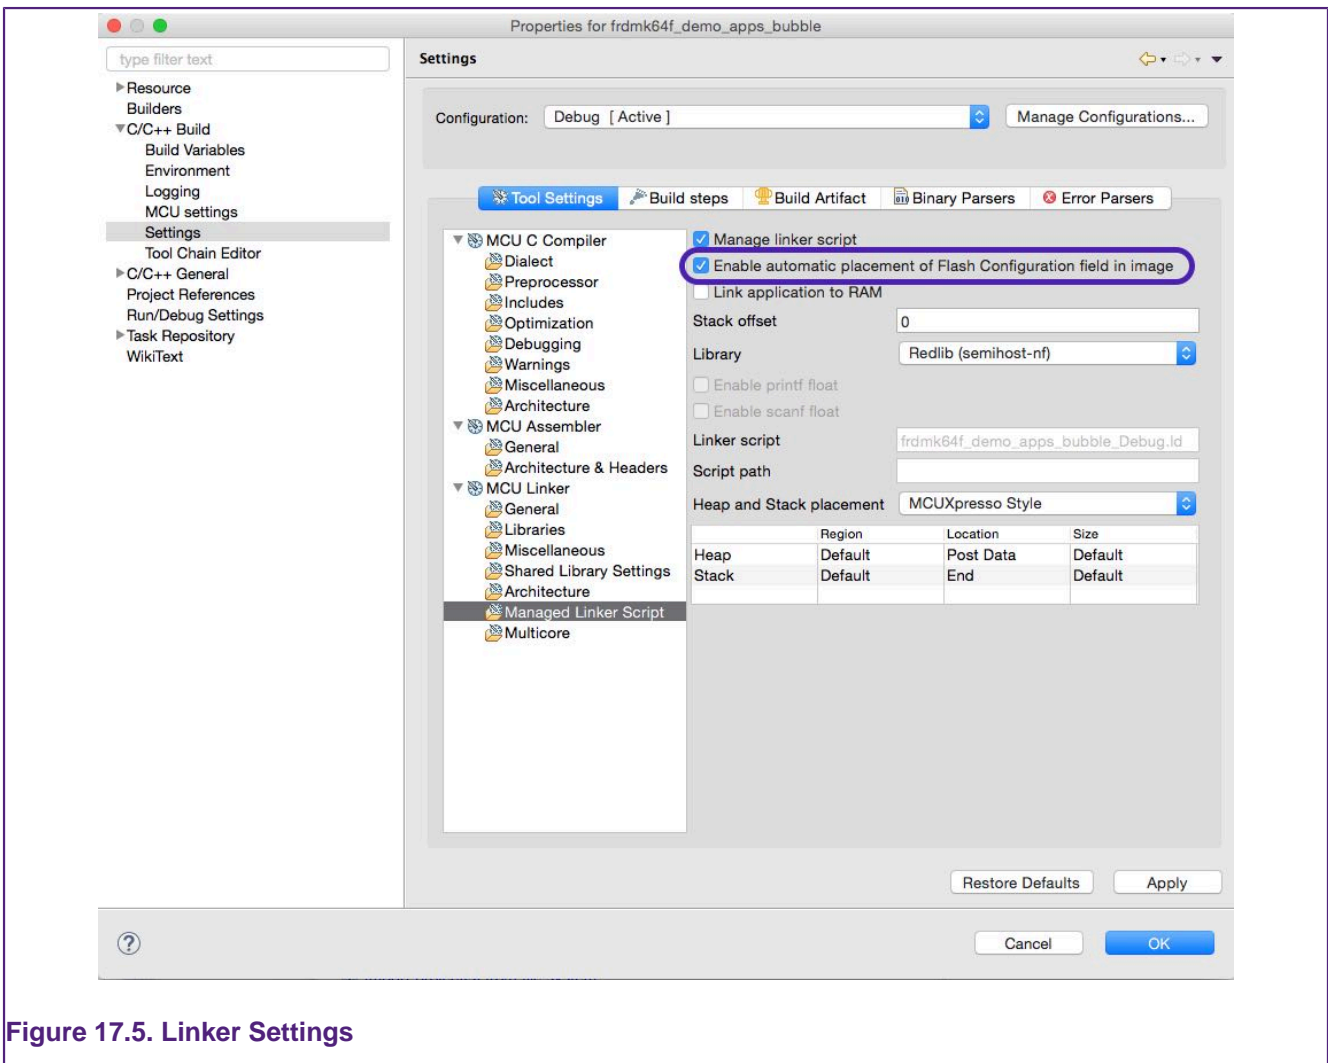 Properties for frdmk64f_demo_apps_bubble
type filter text
Resource
Builders
C/C++ Build
Build Variables
Environment
Logging
MCU settings
Settings
Tool Chain Editor
C/C++ General
Project References
Run/Debug Settings
Task Repository
WikiText
Settings
Configuration:
Debug [ Active ]
Manage Configurations...
Tool Settings
Build steps
Build Artifact
Binary Parsers
Error Parsers
MCU C Compiler
Dialect
Preprocessor
Includes
Optimization
Debugging
Warnings
Miscellaneous
Architecture
MCU Assembler
General
Architecture & Headers
MCU Linker
General
Libraries
Miscellaneous
Shared Library Settings
Architecture
Managed Linker Script
Multicore
Manage linker script
Enable automatic placement of Flash Configuration field in image
Link application to RAM
Stack offset 0
Library Redlib (semihost-nf)
Enable printf float
Enable scanf float
Linker script frdmk64f_demo_apps_bubble_Debug.ld
Script path
Heap and Stack placement MCUXpresso Style
Region Location Size
Heap Default Post Data Default
Stack Default End Default
Restore Defaults
Apply
?
Cancel
OK
Figure 17.5. Linker Settings